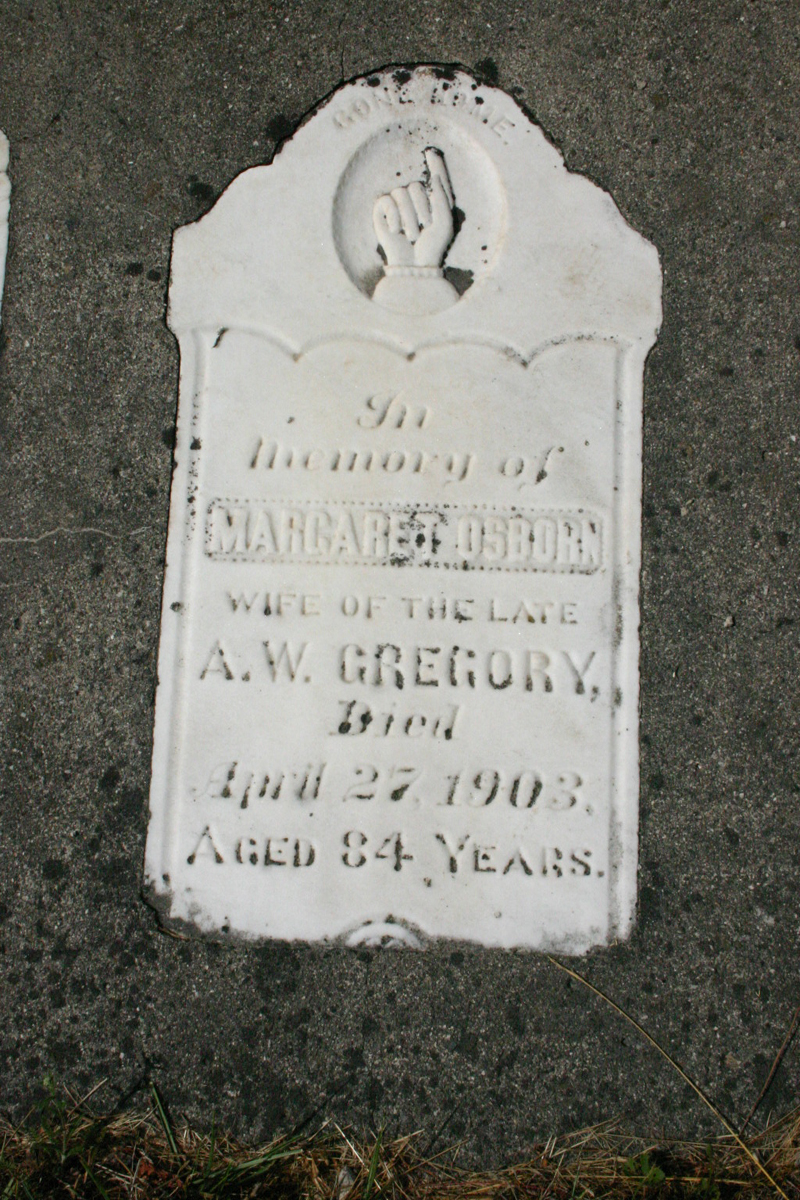 GONE HOME.
In
memory of
MARGARET OSBORN
WIFE OF THE LATE
A. W. GREGORY,
Died
April 27, 1903.
AGED 84 YEARS.